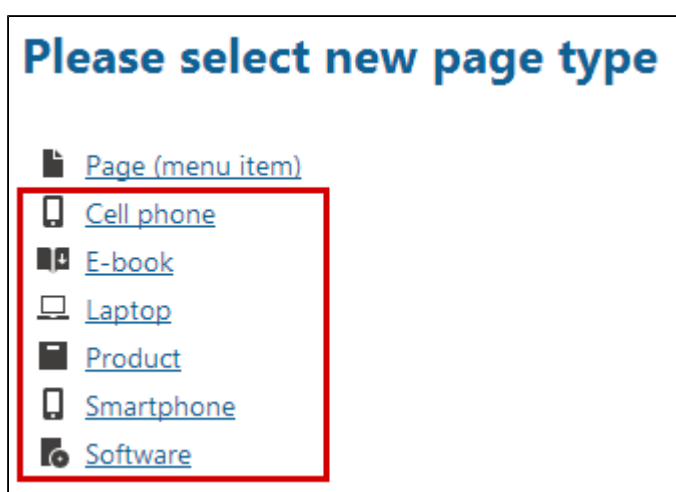 Please select new page type
Page (menu item)
Cell phone
E-book
Laptop
Product
Smartphone
Software